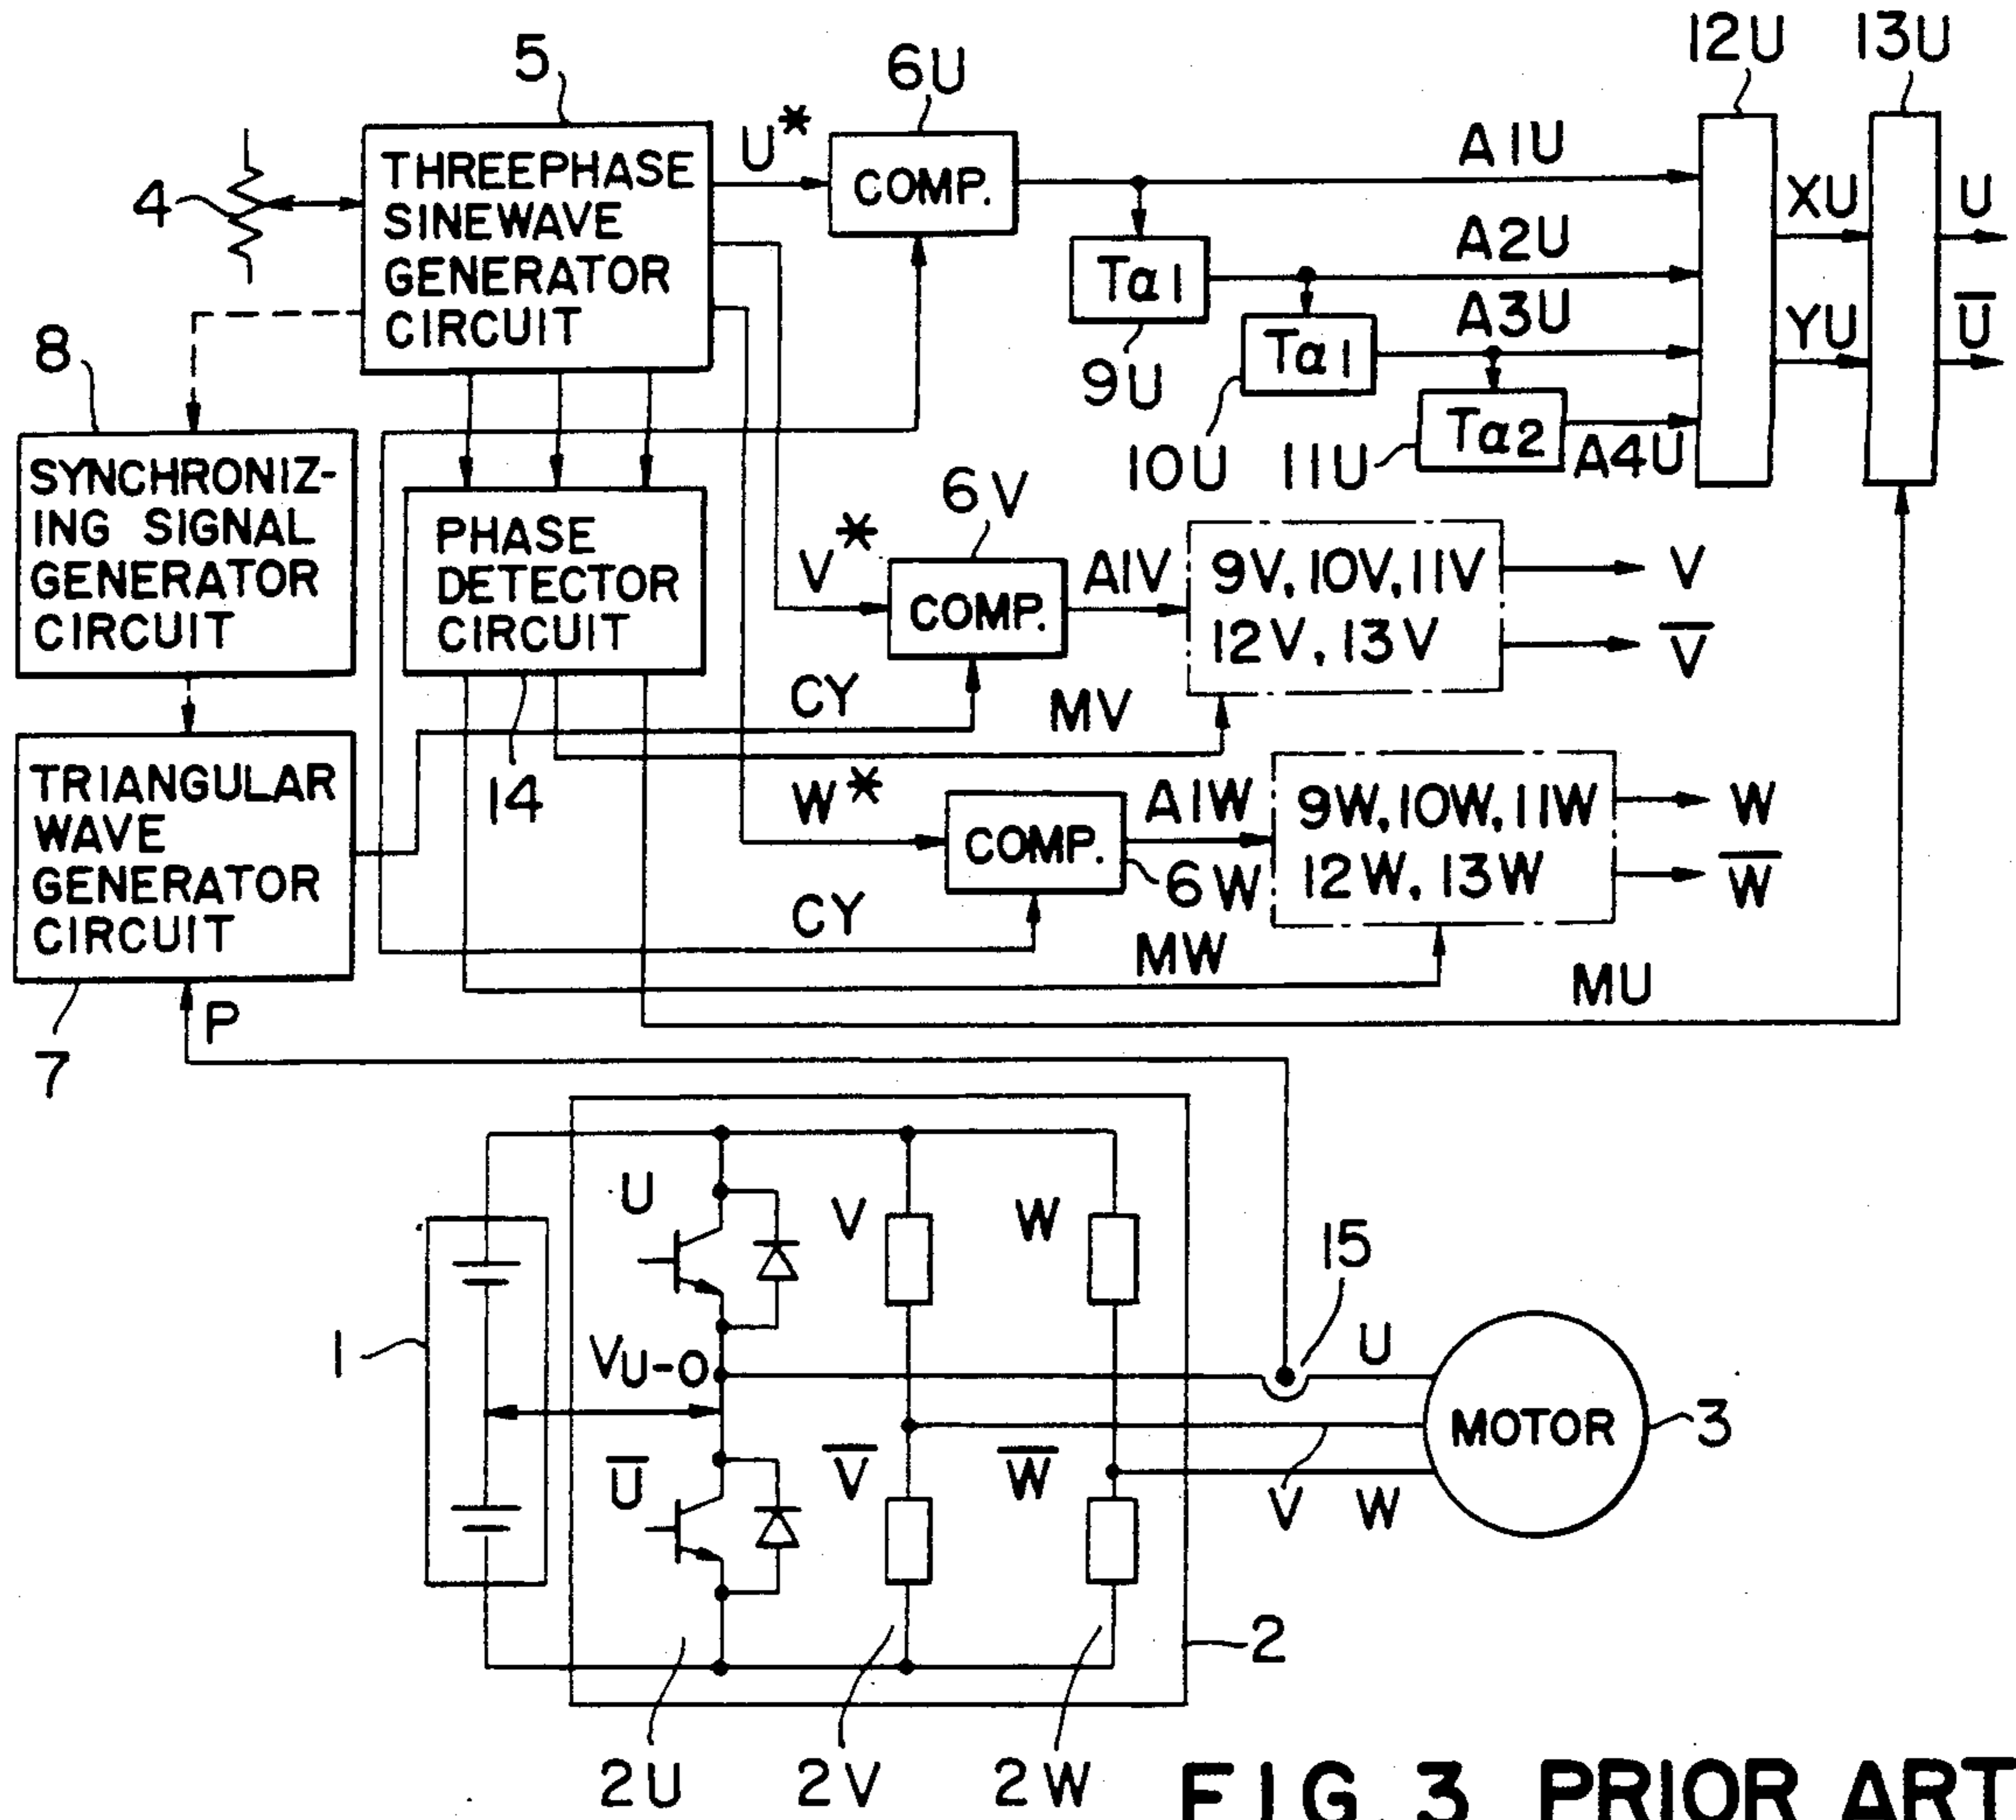 5
6U
12U
13U
4
THREEPHASE
SINEWAVE
GENERATOR
CIRCUIT
U*
COMP.
A1U
XU
U
Tα1
A2U
9U
Tα1
A3U
YU
U̅
10U
11U
Tα2
A4U
8
SYNCHRONIZ-
ING SIGNAL
GENERATOR
CIRCUIT
PHASE
DETECTOR
CIRCUIT
14
6V
V*
COMP.
A1V
9V, 10V, 11V
12V, 13V
V
V̅
CY
MV
TRIANGULAR
WAVE
GENERATOR
CIRCUIT
7
W*
COMP.
A1W
6W
9W, 10W, 11W
12W, 13W
W
W̅
CY
MW
MU
P
U
V
W
15
1
VU-O
U
MOTOR
3
U̅
V̅
W̅
V
W
2
2U
2V
2W
FIG. 3 PRIOR ART